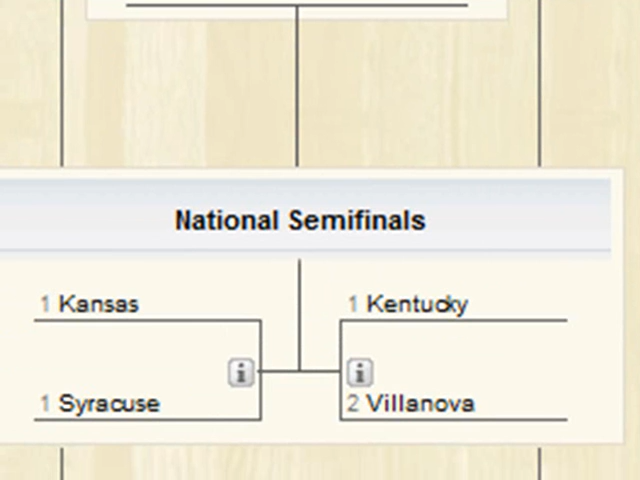 National Semifinals
1 Kansas
1 Syracuse
1 Kentucky
2 Villanova